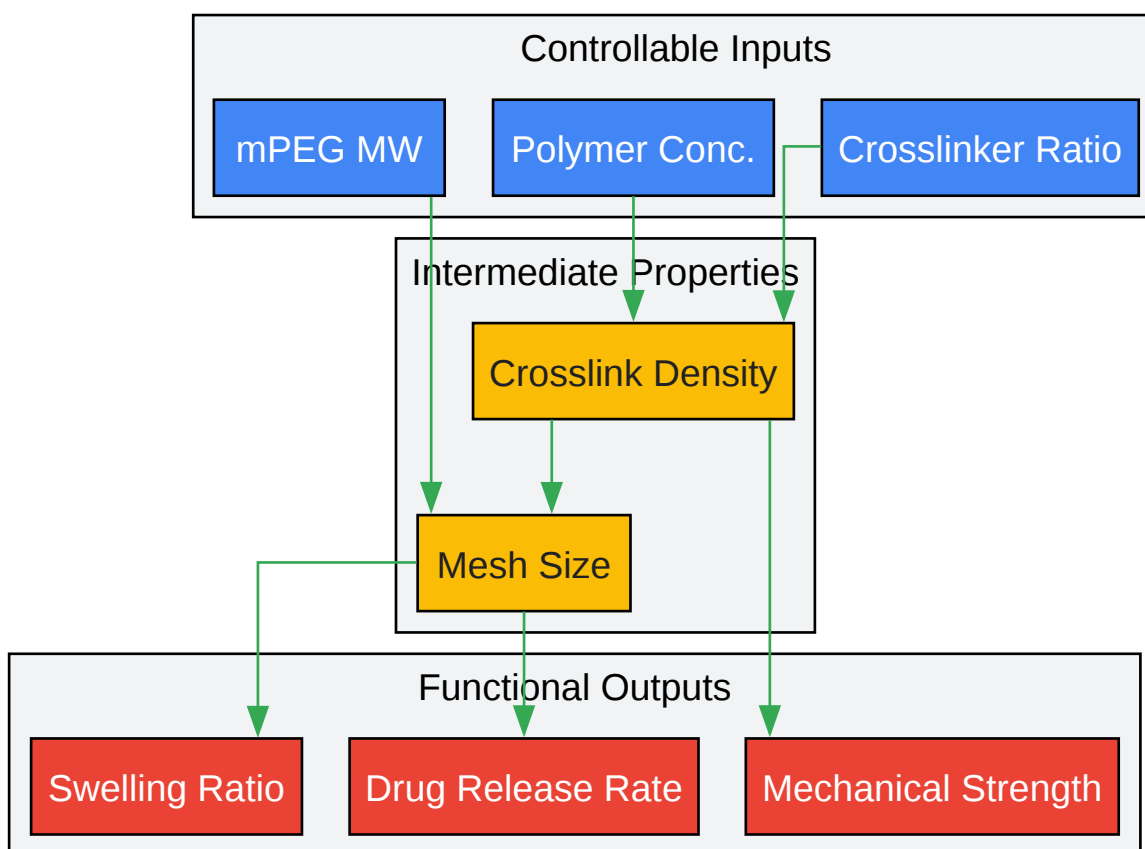 Controllable Inputs
mPEG MW
Polymer Conc.
Crosslinker Ratio
Intermediate Properties
Crosslink Density
Mesh Size
Functional Outputs
Swelling Ratio
Drug Release Rate
Mechanical Strength